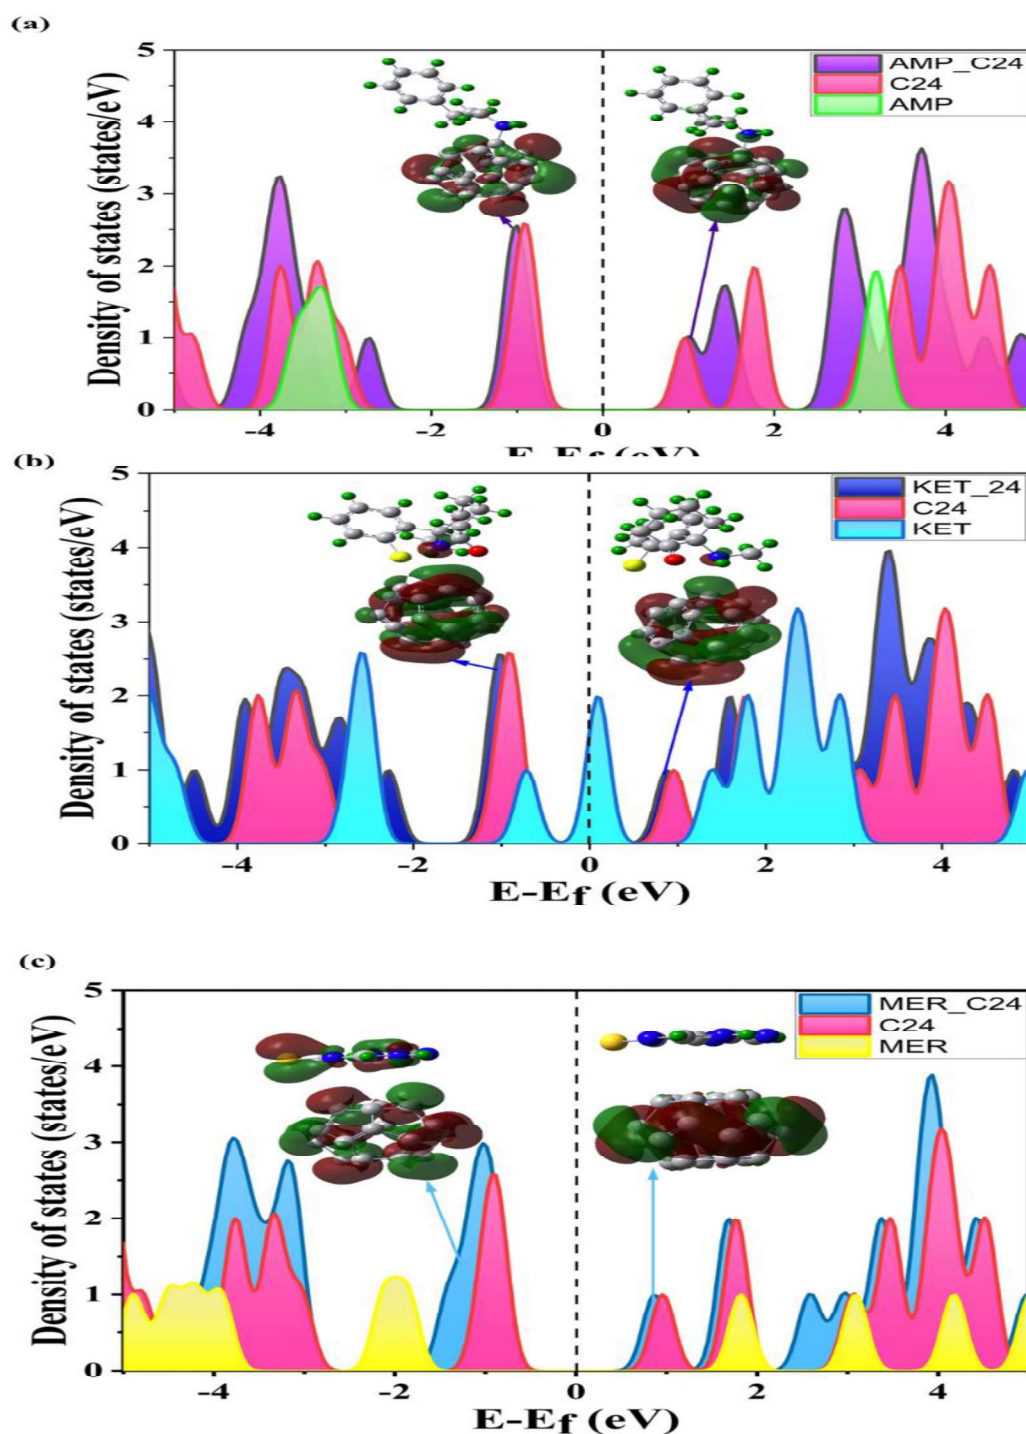 (a)
Density of states (states/eV)
5
4
3
2
1
0
-4
-2
0
2
4
E-Ef (eV)
AMP_C24
C24
AMP
(b)
Density of states (states/eV)
5
4
3
2
1
0
-4
-2
0
2
4
E-Ef (eV)
KET_24
C24
KET
(c)
Density of states (states/eV)
5
4
3
2
1
0
-4
-2
0
2
4
E-Ef (eV)
MER_C24
C24
MER